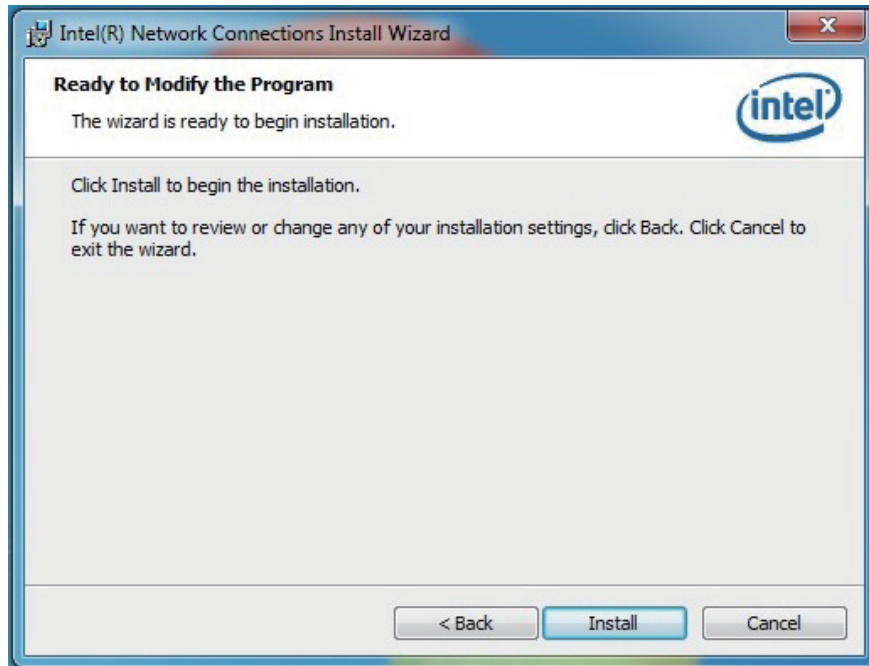 Intel(R) Network Connections Install Wizard
Ready to Modify the Program
The wizard is ready to begin installation.
intel
Click Install to begin the installation.
If you want to review or change any of your installation settings, click Back. Click Cancel to
exit the wizard.
< Back
Install
Cancel